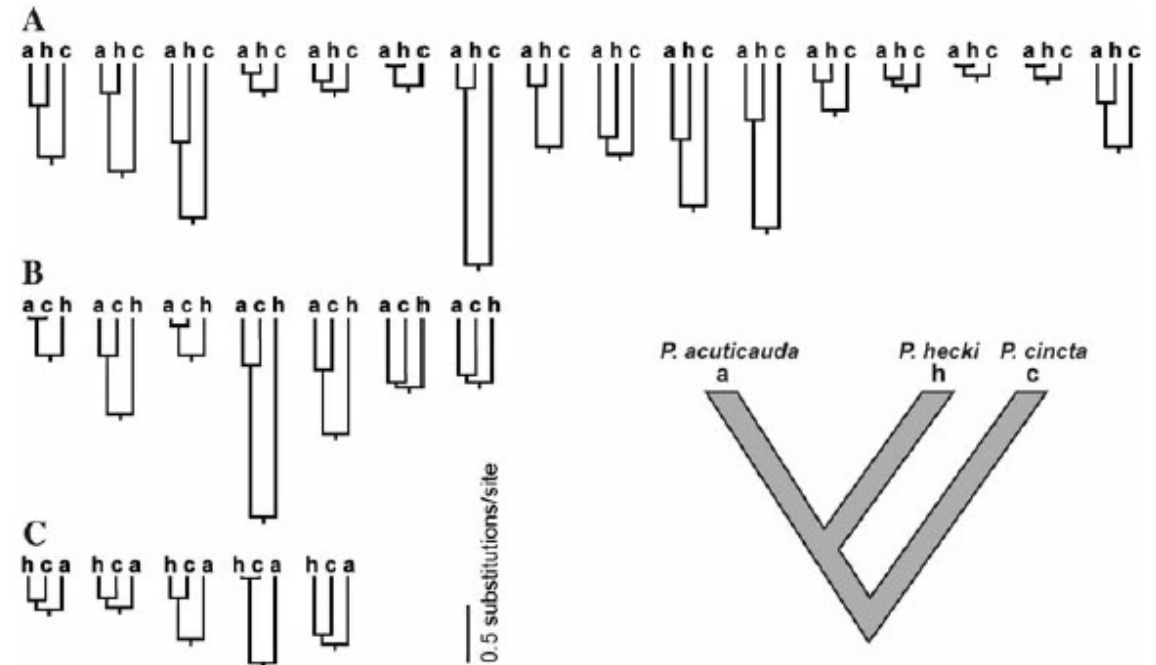 A
a h c a h c a h c a h c a h c a h c a h c a h c a h c a h c a h c a h c a h c a h c a h c a h c
B
a c h a c h a c h a c h a c h a c h a c h
P. acuticauda P. hecki P. cincta
a h c
C
h c a h c a h c a h c a h c a
0.5 substitutions/site